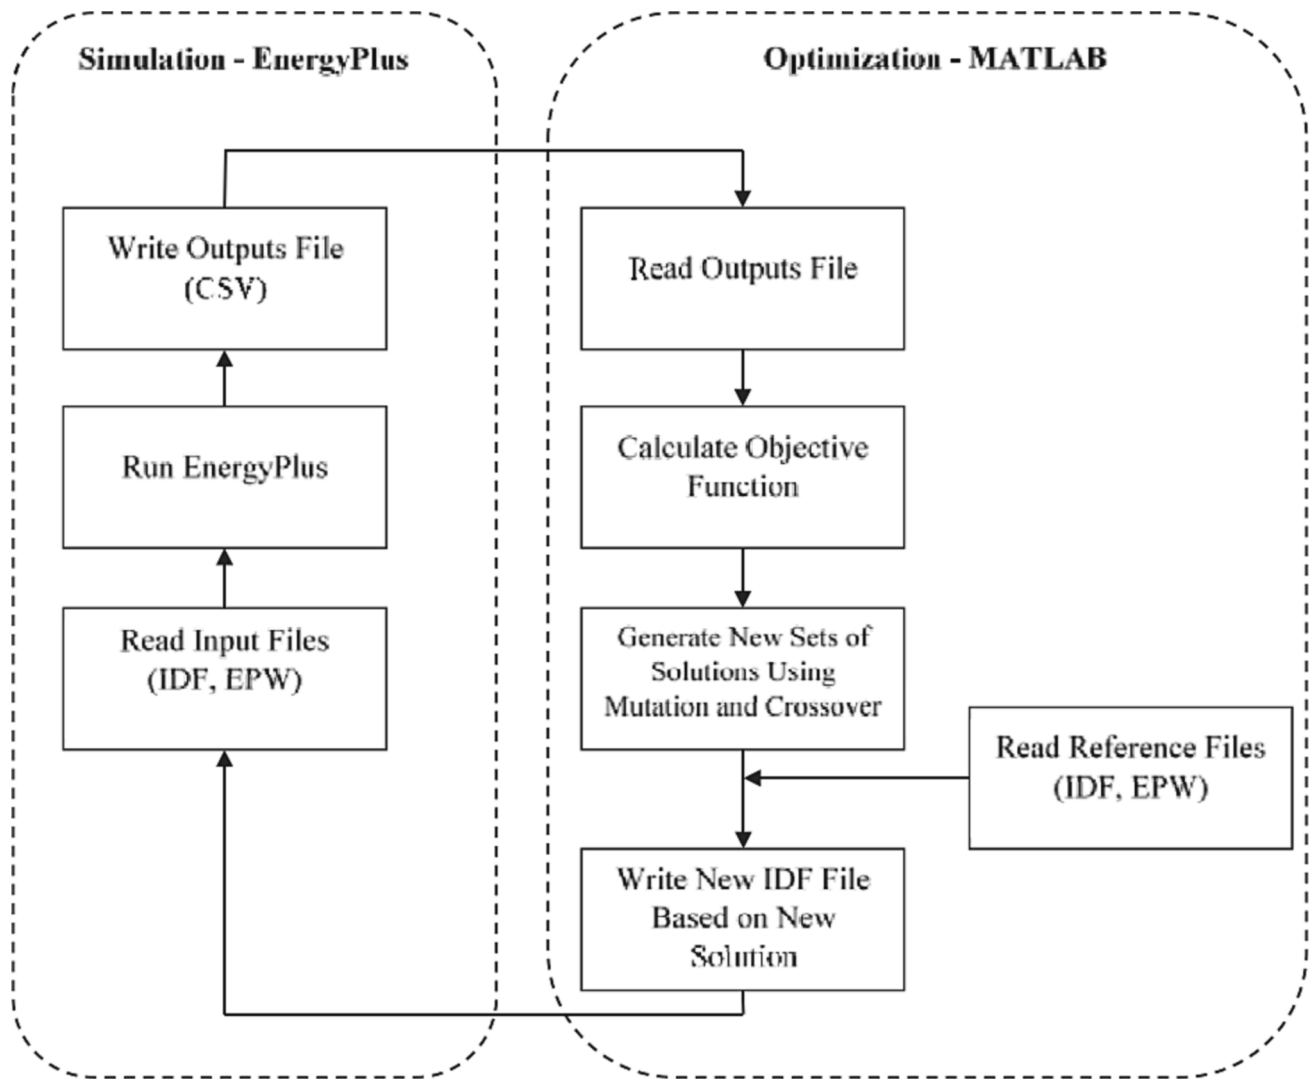 Simulation - EnergyPlus
Optimization - MATLAB
Write Outputs File
(CSV)
Run EnergyPlus
Read Input Files
(IDF, EPW)
Read Outputs File
Calculate Objective
Function
Generate New Sets of
Solutions Using
Mutation and Crossover
Read Reference Files
(IDF, EPW)
Write New IDF File
Based on New
Solution